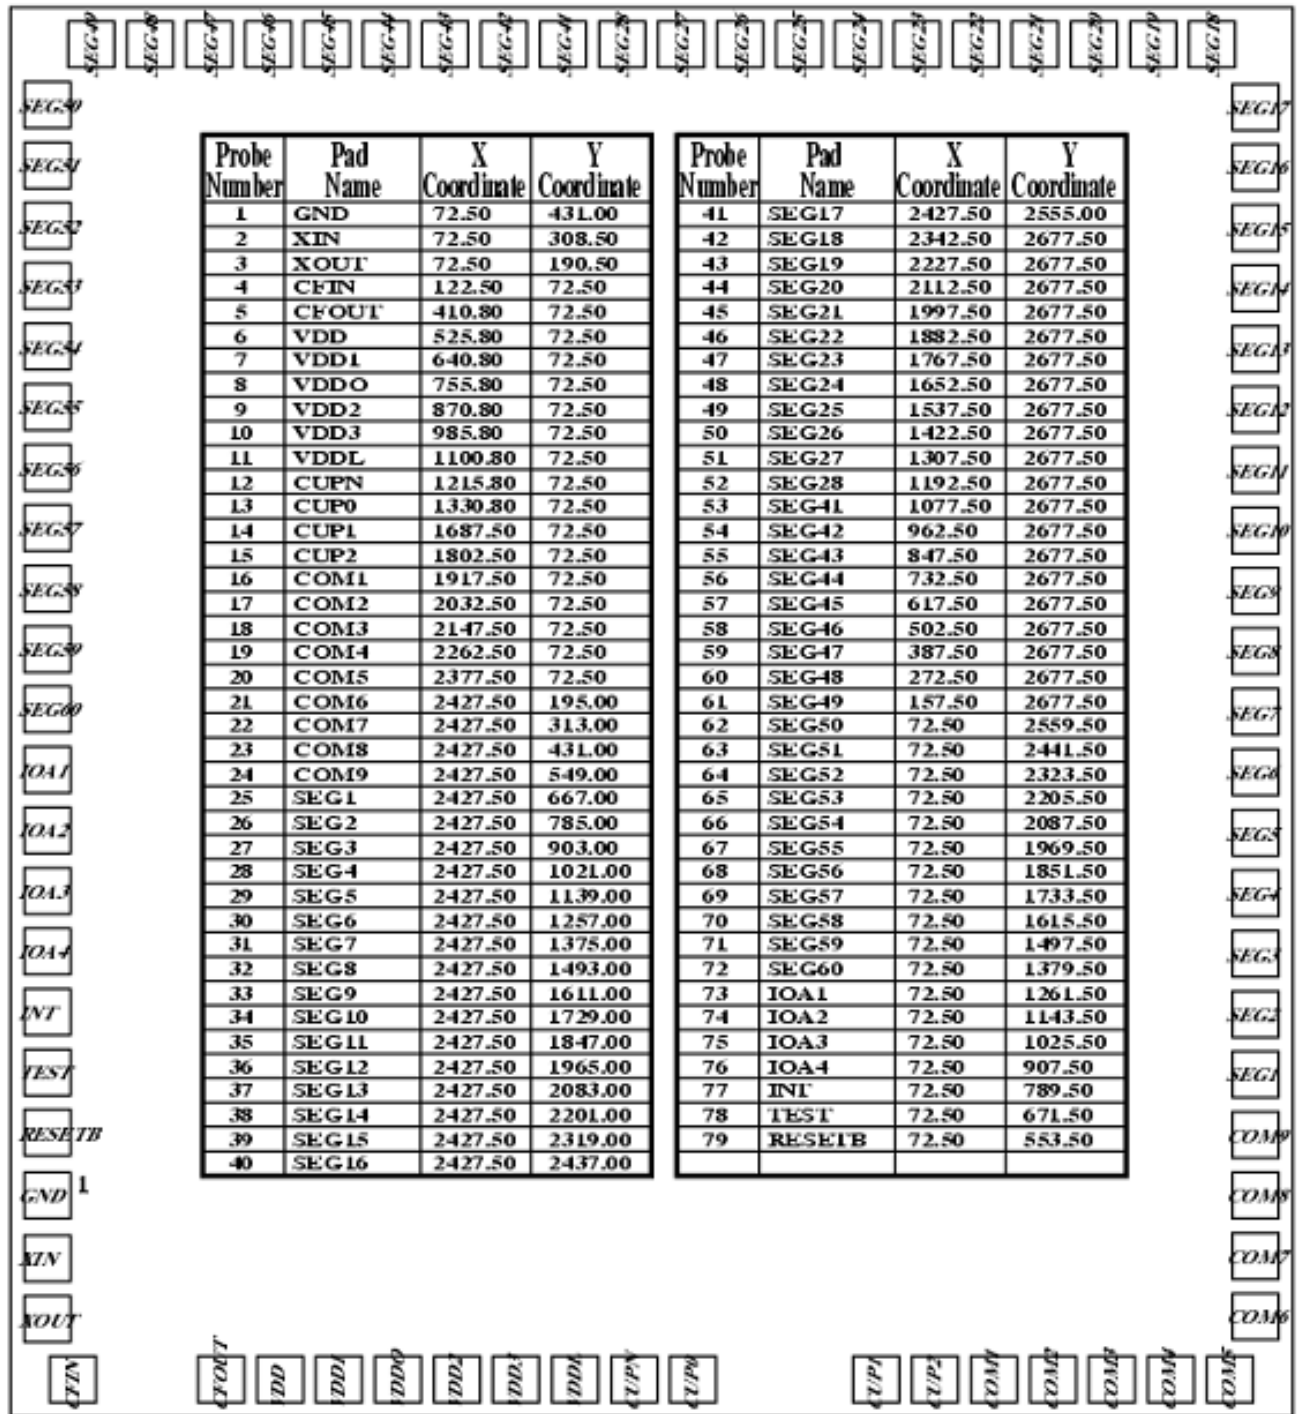 SEG49 SEG48 SEG47 SEG46 SEG45 SEG44 SEG43 SEG42 SEG41 SEG28 SEG27 SEG26 SEG25 SEG24 SEG23 SEG22 SEG21 SEG20 SEG19 SEG18
SEG50
SEG51
SEG52
SEG53
SEG54
SEG55
SEG56
SEG57
SEG58
SEG59
SEG60
IOA1
IOA2
IOA3
IOA4
INT
TEST
RESETB
GND 1
XIN
XOUT
Probe Number Pad Name X Coordinate Y Coordinate
1 GND 72.50 431.00
2 XIN 72.50 308.50
3 XOUT 72.50 190.50
4 CFIN 122.50 72.50
5 CFOUT 410.80 72.50
6 VDD 525.80 72.50
7 VDD1 640.80 72.50
8 VDDO 755.80 72.50
9 VDD2 870.80 72.50
10 VDD3 985.80 72.50
11 VDDL 1100.80 72.50
12 CUPN 1215.80 72.50
13 CUP0 1330.80 72.50
14 CUP1 1687.50 72.50
15 CUP2 1802.50 72.50
16 COM1 1917.50 72.50
17 COM2 2032.50 72.50
18 COM3 2147.50 72.50
19 COM4 2262.50 72.50
20 COM5 2377.50 72.50
21 COM6 2427.50 195.00
22 COM7 2427.50 313.00
23 COM8 2427.50 431.00
24 COM9 2427.50 549.00
25 SEG1 2427.50 667.00
26 SEG2 2427.50 785.00
27 SEG3 2427.50 903.00
28 SEG4 2427.50 1021.00
29 SEG5 2427.50 1139.00
30 SEG6 2427.50 1257.00
31 SEG7 2427.50 1375.00
32 SEG8 2427.50 1493.00
33 SEG9 2427.50 1611.00
34 SEG10 2427.50 1729.00
35 SEG11 2427.50 1847.00
36 SEG12 2427.50 1965.00
37 SEG13 2427.50 2083.00
38 SEG14 2427.50 2201.00
39 SEG15 2427.50 2319.00
40 SEG16 2427.50 2437.00
Probe Number Pad Name X Coordinate Y Coordinate
41 SEG17 2427.50 2555.00
42 SEG18 2342.50 2677.50
43 SEG19 2227.50 2677.50
44 SEG20 2112.50 2677.50
45 SEG21 1997.50 2677.50
46 SEG22 1882.50 2677.50
47 SEG23 1767.50 2677.50
48 SEG24 1652.50 2677.50
49 SEG25 1537.50 2677.50
50 SEG26 1422.50 2677.50
51 SEG27 1307.50 2677.50
52 SEG28 1192.50 2677.50
53 SEG41 1077.50 2677.50
54 SEG42 962.50 2677.50
55 SEG43 847.50 2677.50
56 SEG44 732.50 2677.50
57 SEG45 617.50 2677.50
58 SEG46 502.50 2677.50
59 SEG47 387.50 2677.50
60 SEG48 272.50 2677.50
61 SEG49 157.50 2677.50
62 SEG50 72.50 2559.50
63 SEG51 72.50 2441.50
64 SEG52 72.50 2323.50
65 SEG53 72.50 2205.50
66 SEG54 72.50 2087.50
67 SEG55 72.50 1969.50
68 SEG56 72.50 1851.50
69 SEG57 72.50 1733.50
70 SEG58 72.50 1615.50
71 SEG59 72.50 1497.50
72 SEG60 72.50 1379.50
73 IOA1 72.50 1261.50
74 IOA2 72.50 1143.50
75 IOA3 72.50 1025.50
76 IOA4 72.50 907.50
77 INT 72.50 789.50
78 TEST 72.50 671.50
79 RESETB 72.50 553.50
SEG17
SEG16
SEG15
SEG14
SEG13
SEG12
SEG11
SEG10
SEG9
SEG8
SEG7
SEG6
SEG5
SEG4
SEG3
SEG2
SEG1
COM9
COM8
COM7
COM6
CFIN CFOUT VDD VDD1 VDDO VDD2 VDD3 VDDL CUPN CUP0 CUP1 CUP2 COM1 COM2 COM3 COM4 COM5